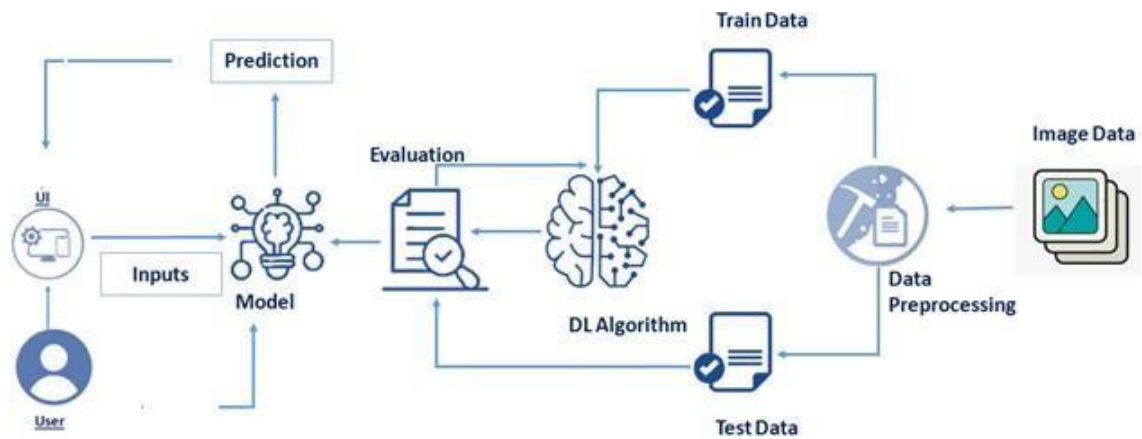 Train Data
Prediction
Image Data
Evaluation
UI
Inputs
Model
Data
Preprocessing
DL Algorithm
User
Test Data